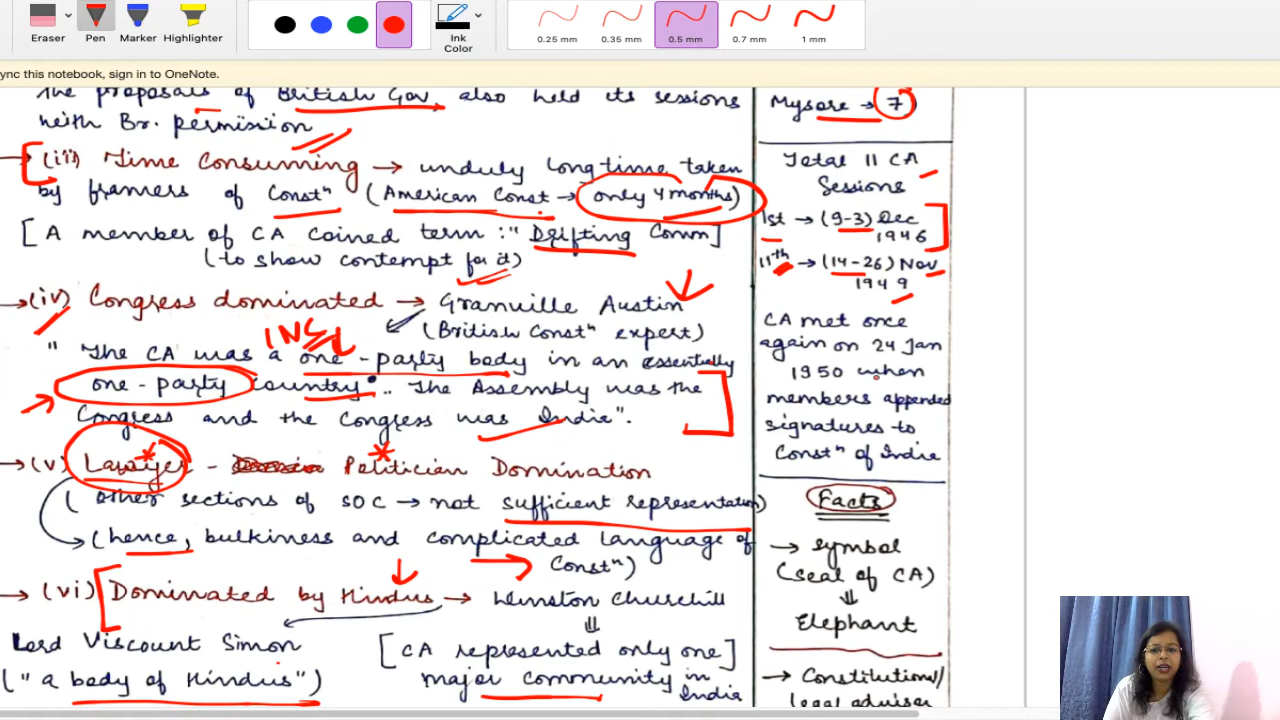 Eraser
Pen
Marker
Highlighter
Ink
Color
0.25 mm
0.35 mm
0.5 mm
0.7 mm
1 mm
ync this notebook, sign in to OneNote.
The proposals of British Gov also held its sessions
with Br. permission
(iii) Time Consuming → unduly long time taken
by framers of Constⁿ (American Const → only 4 months)
[A member of CA coined term : "Drifting Comm]
(to show contempt for it)
(iv) Congress dominated → Granville Austin
(British Constⁿ expert)
INC
" The CA was a one-party body in an essentially
one-party country". The Assembly was the
Congress and the Congress was India".
(v) Lawyer - Politician Domination
(other sections of soc → not sufficient representation)
(hence, bulkiness and complicated language of
Constⁿ)
(vi) Dominated by Hindus → Winston Churchill
Lord Viscount Simon
("a body of Hindus")
[CA represented only one]
major community in
India
Mysore → 7
Total 11 CA
Sessions
1st → (9-3) Dec
1946
11th → (14-26) Nov
1949
CA met once
again on 24 Jan
1950 when
members appended
signatures to
Constⁿ of India
Facts
→ symbol
(seal of CA)
Elephant
→ Constitutional/
legal adviser